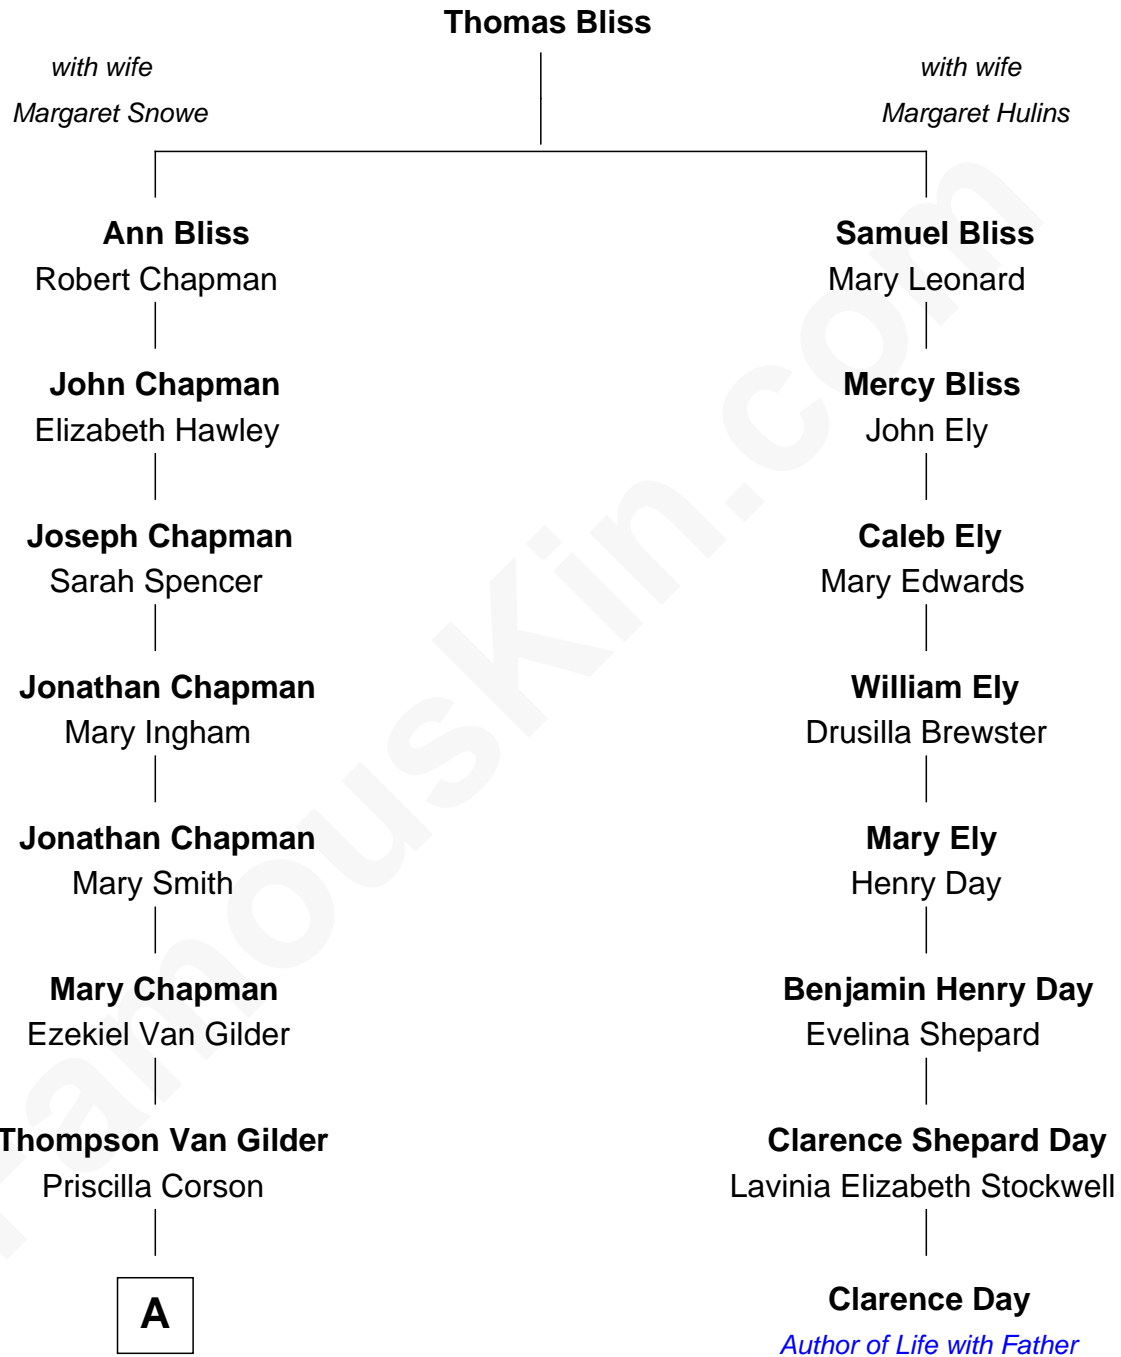 Thomas Bliss
with wife
Margaret Snowe
with wife
Margaret Hulins
Ann Bliss
Robert Chapman
Samuel Bliss
Mary Leonard
John Chapman
Elizabeth Hawley
Mercy Bliss
John Ely
Joseph Chapman
Sarah Spencer
Caleb Ely
Mary Edwards
Jonathan Chapman
Mary Ingham
William Ely
Drusilla Brewster
Jonathan Chapman
Mary Smith
Mary Ely
Henry Day
Mary Chapman
Ezekiel Van Gilder
Benjamin Henry Day
Evelina Shepard
Thompson Van Gilder
Priscilla Corson
Clarence Shepard Day
Lavinia Elizabeth Stockwell
A
Clarence Day
Author of Life with Father
FamousKin.com